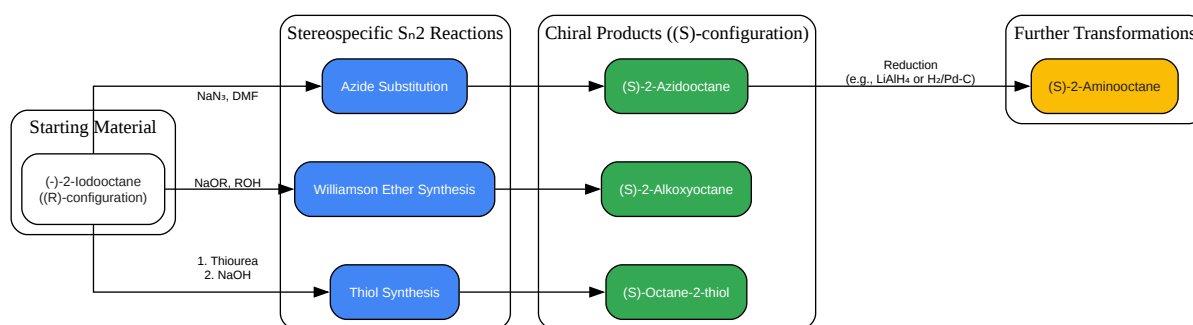 Stereospecific Sₙ2 Reactions
Chiral Products ((S)-configuration)
Further Transformations
Starting Material
(-)-2-Iodooctane
((R)-configuration)
NaN₃, DMF
Azide Substitution
(S)-2-Azidooctane
Reduction
(e.g., LiAlH₄ or H₂/Pd-C)
(S)-2-Aminooctane
NaOR, ROH
Williamson Ether Synthesis
(S)-2-Alkoxyoctane
1. Thiourea
2. NaOH
Thiol Synthesis
(S)-Octane-2-thiol